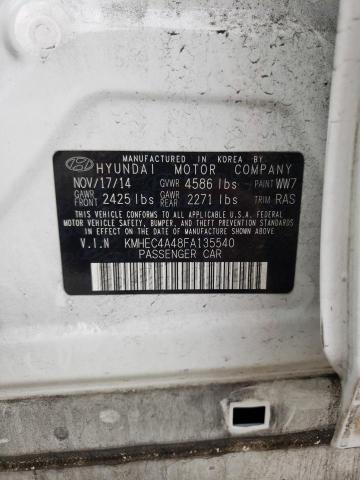 MANUFACTURED IN KOREA BY
HYUNDAI MOTOR COMPANY
NOV/17/14 GVWR 4586 lbs PAINT WW7
GAWR FRONT 2425 lbs GAWR REAR 2271 lbs TRIM RAS
THIS VEHICLE CONFORMS TO ALL APPLICABLE FEDERAL
MOTOR VEHICLE SAFETY, BUMPER, AND THEFT PREVENTION
STANDARDS IN EFFECT ON THE DATE OF MANUFACTURE
SHOWN ABOVE.
V.I.N KMHEC4A48FA135540
PASSENGER CAR